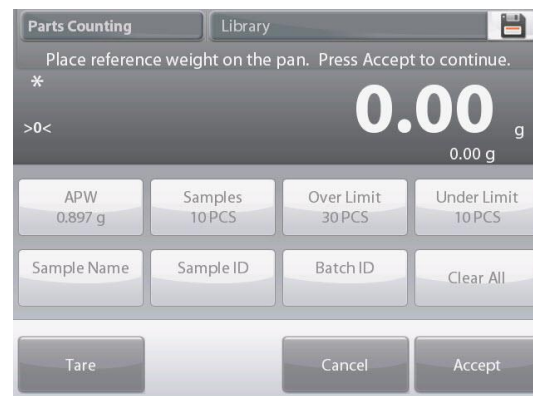 Parts Counting Library
Place reference weight on the pan. Press Accept to continue.
*
>0<
0.00 g
0.00 g
APW Samples Over Limit Under Limit
0.897 g 10 PCS 30 PCS 10 PCS
Sample Name Sample ID Batch ID Clear All
Tare Cancel Accept